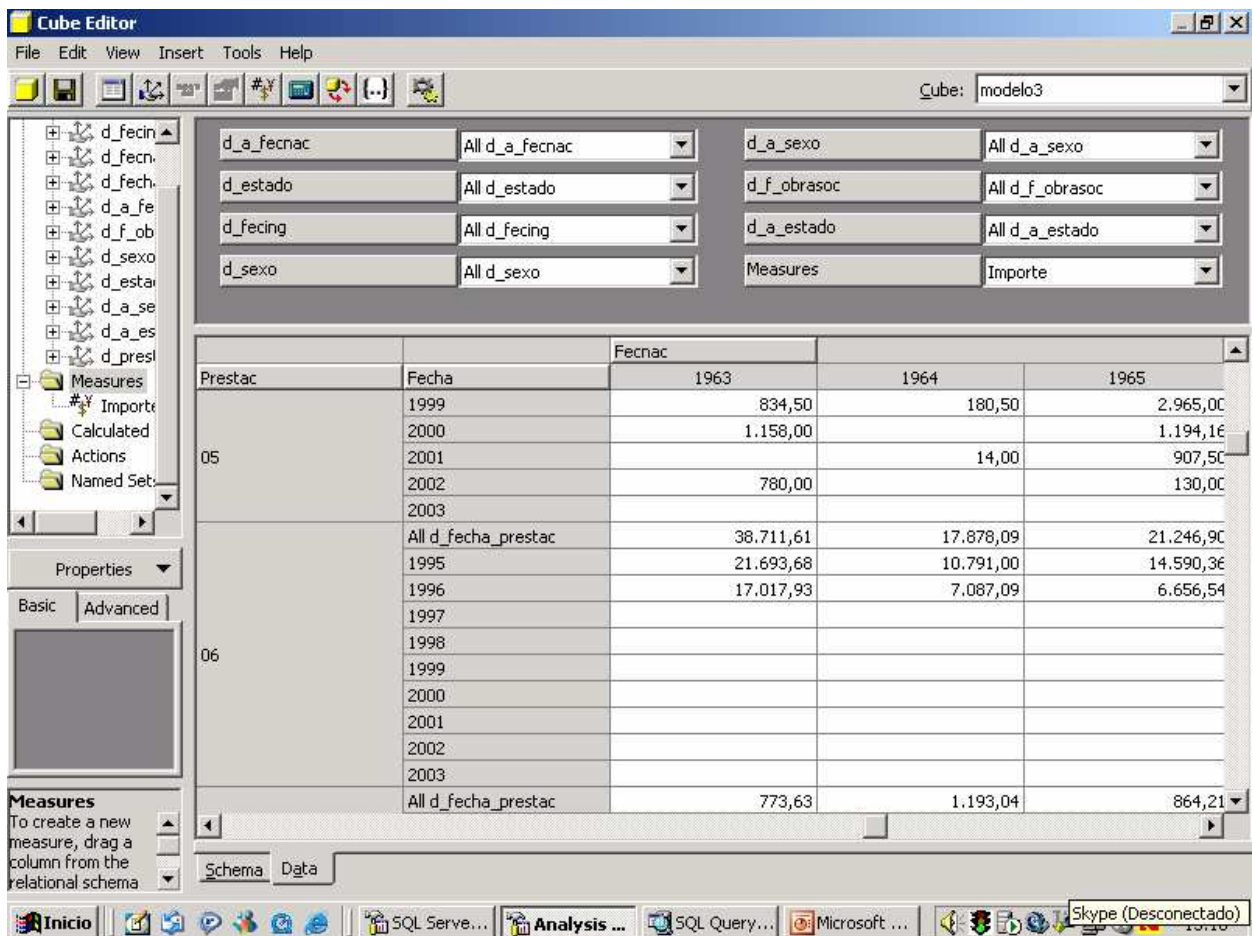 Cube Editor
File Edit View Insert Tools Help
Cube: modelo3
d_fecin
d_fecn
d_fech
d_a_fe
d_f_ob
d_sexo
d_esta
d_a_se
d_a_es
d_prest
Measures
Importe
Calculated
Actions
Named Set
Properties
Basic Advanced
Measures
To create a new
measure, drag a
column from the
relational schema
d_a_fecnac All d_a_fecnac d_a_sexo All d_a_sexo
d_estado All d_estado d_f_obrasoc All d_f_obrasoc
d_fecing All d_fecing d_a_estado All d_a_estado
d_sexo All d_sexo Measures Importe
Fecnac
Prestac Fecha 1963 1964 1965
1999 834,50 180,50 2.965,00
2000 1.158,00 1.194,16
05 2001 14,00 907,50
2002 780,00 130,00
2003
All d_fecha_prestac 38.711,61 17.878,09 21.246,90
1995 21.693,68 10.791,00 14.590,36
1996 17.017,93 7.087,09 6.656,54
1997
1998
06
1999
2000
2001
2002
2003
All d_fecha_prestac 773,63 1.193,04 864,21
Schema Data
Inicio SQL Serve... Analysis ... SQL Query... Microsoft ... Skype (Desconectado)